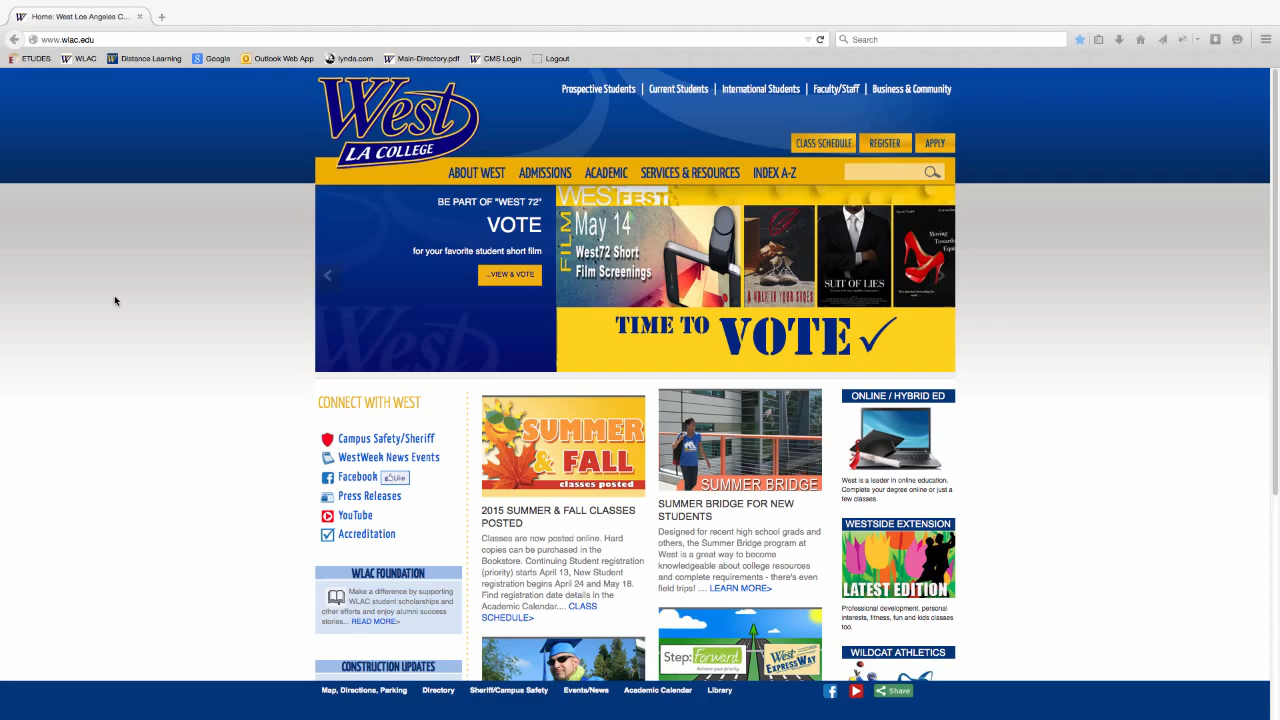 Home: West Los Angeles C...
www.wlac.edu
Search
ETUDES WLAC Distance Learning Google Outlook Web App lynda.com Main-Directory.pdf CMS Login Logout
West
LA COLLEGE
Prospective Students | Current Students | International Students | Faculty/Staff | Business & Community
CLASS SCHEDULE REGISTER APPLY
ABOUT WEST ADMISSIONS ACADEMIC SERVICES & RESOURCES INDEX A-Z
BE PART OF "WEST 72"
VOTE
for your favorite student short film
...VIEW & VOTE
WESTFEST
FILM
May 14
West72 Short
Film Screenings
SUIT OF LIES
Moving
Towards
TIME TO VOTE
CONNECT WITH WEST
Campus Safety/Sheriff
WestWeek News Events
Facebook Like
Press Releases
YouTube
Accreditation
WLAC FOUNDATION
Make a difference by supporting
WLAC student scholarships and
other efforts and enjoy alumni success
stories... READ MORE>
CONSTRUCTION UPDATES
SUMMER
& FALL
classes posted
2015 SUMMER & FALL CLASSES
POSTED
Classes are now posted online. Hard
copies can be purchased in the
Bookstore. Continuing Student registration
(priority) starts April 13, New Student
registration begins April 24 and May 18.
Find registration date details in the
Academic Calendar.... CLASS
SCHEDULE>
SUMMER BRIDGE
SUMMER BRIDGE FOR NEW
STUDENTS
Designed for recent high school grads and
others, the Summer Bridge program at
West is a great way to become
knowledgeable about college resources
and complete requirements - there's even
field trips! .... LEARN MORE>
Step:Forward
Achieve your priority.
West
ExpressWay
ONLINE / HYBRID ED
West is a leader in online education.
Complete your degree online or just a
few classes.
WESTSIDE EXTENSION
LATEST EDITION
Professional development, personal
interests, fitness, fun and kids classes
too.
WILDCAT ATHLETICS
Map, Directions, Parking Directory Sheriff/Campus Safety Events/News Academic Calendar Library
Share